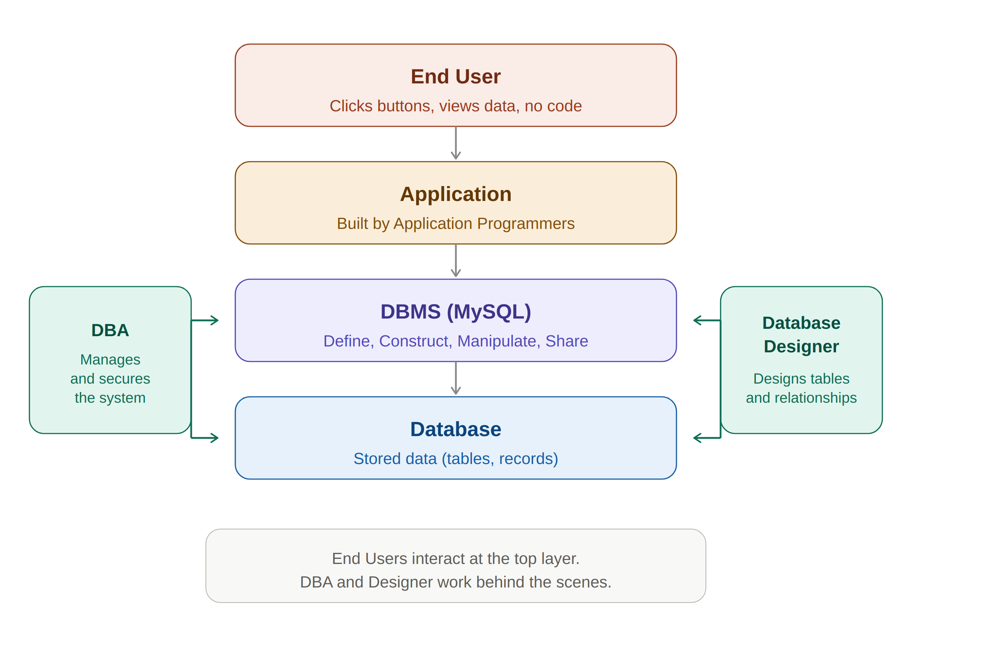 End User
Clicks buttons, views data, no code
Application
Built by Application Programmers
DBMS (MySQL)
Define, Construct, Manipulate, Share
DBA
Manages
and secures
the system
Database
Designer
Designs tables
and relationships
Database
Stored data (tables, records)
End Users interact at the top layer.
DBA and Designer work behind the scenes.